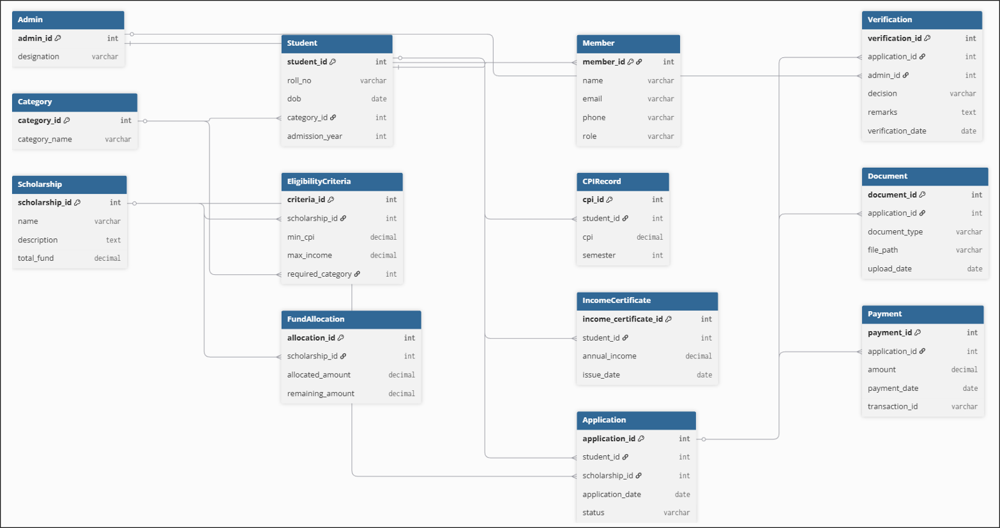 Admin
admin_id int
designation varchar
Category
category_id int
category_name varchar
Scholarship
scholarship_id int
name varchar
description text
total_fund decimal
Student
student_id int
roll_no varchar
dob date
category_id int
admission_year int
EligibilityCriteria
criteria_id int
scholarship_id int
min_cpi decimal
max_income decimal
required_category int
FundAllocation
allocation_id int
scholarship_id int
allocated_amount decimal
remaining_amount decimal
Member
member_id int
name varchar
email varchar
phone varchar
role varchar
CPIRecord
cpi_id int
student_id int
cpi decimal
semester int
IncomeCertificate
income_certificate_id int
student_id int
annual_income decimal
issue_date date
Application
application_id int
student_id int
scholarship_id int
application_date date
status varchar
Verification
verification_id int
application_id int
admin_id int
decision varchar
remarks text
verification_date date
Document
document_id int
application_id int
document_type varchar
file_path varchar
upload_date date
Payment
payment_id int
application_id int
amount decimal
payment_date date
transaction_id varchar